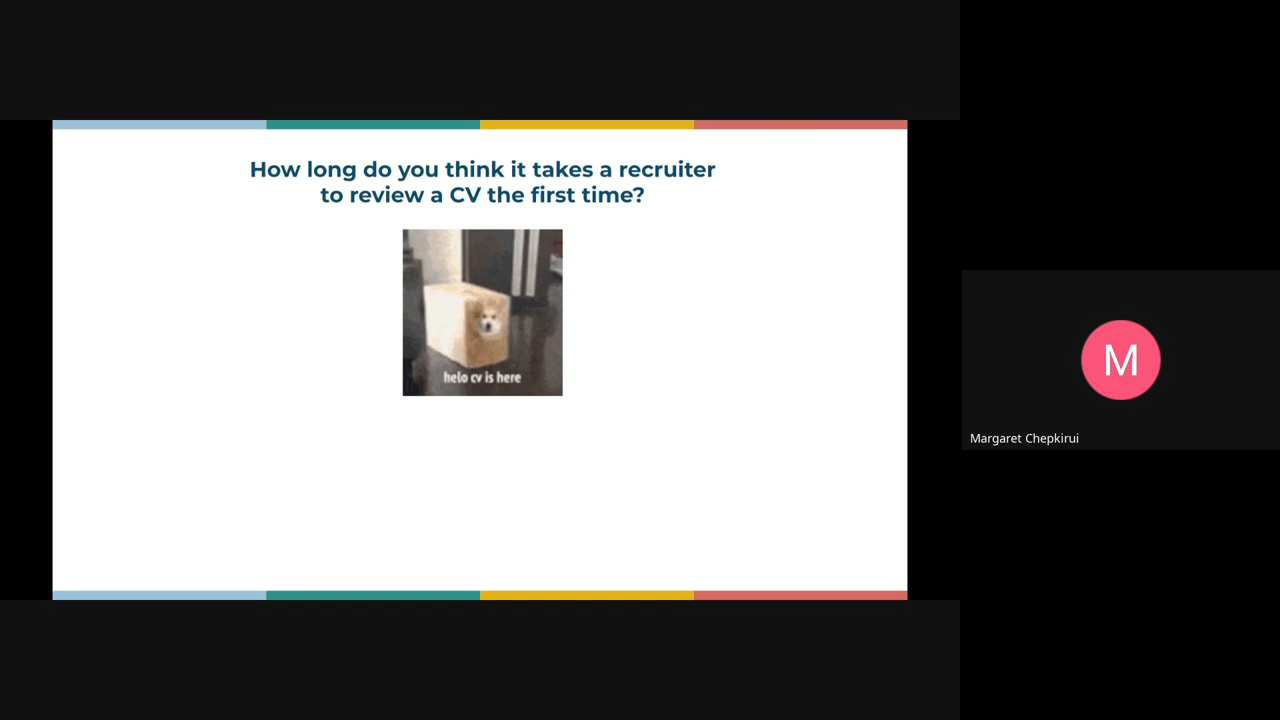 How long do you think it takes a recruiter
to review a CV the first time?
helo cv is here
M
Margaret Chepkirui